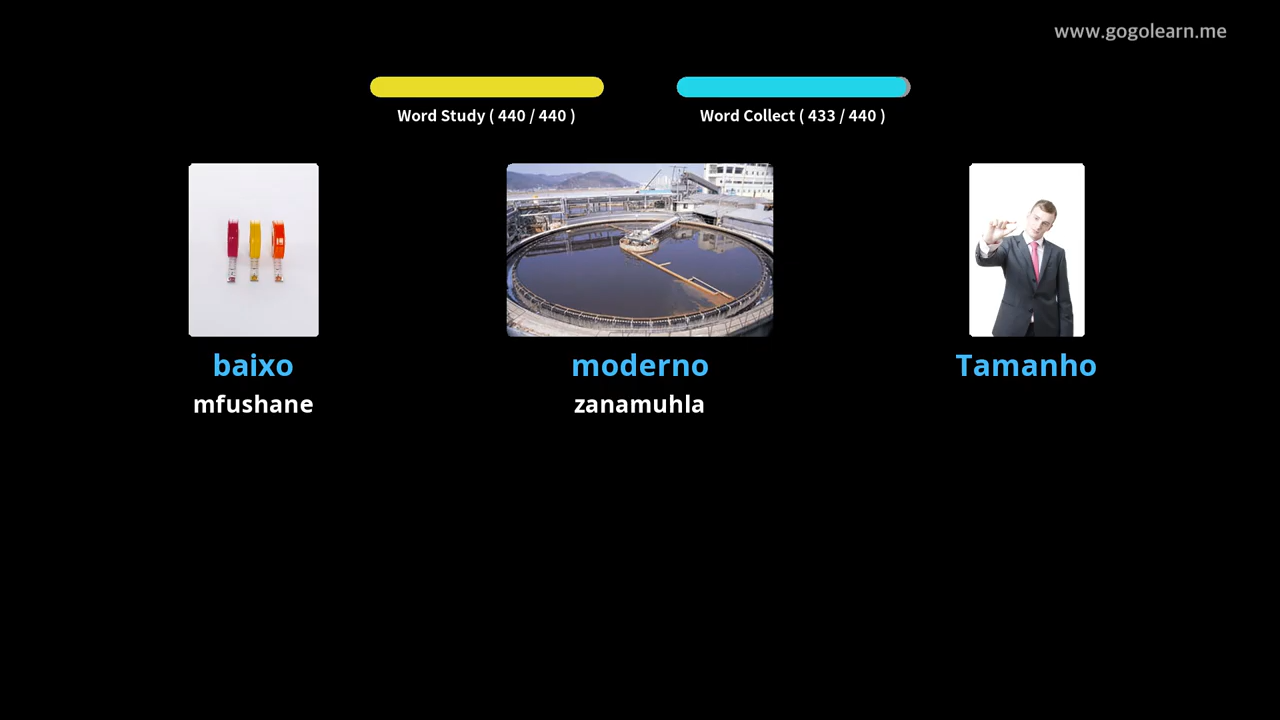 www.gogolearn.me
Word Study ( 440 / 440 )
Word Collect ( 433 / 440 )
baixo
mfushane
moderno
zanamuhla
Tamanho